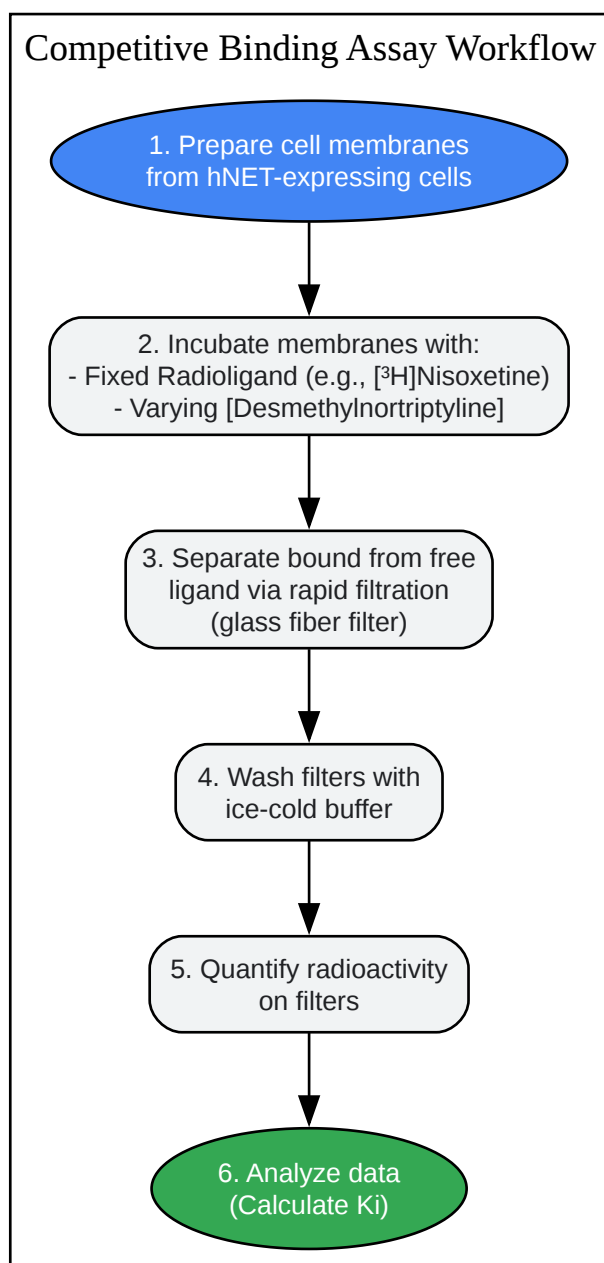 Competitive Binding Assay Workflow
1. Prepare cell membranes
from hNET-expressing cells
2. Incubate membranes with:
- Fixed Radioligand (e.g., [³H]Nisoxetine)
- Varying [Desmethylnortriptyline]
3. Separate bound from free
ligand via rapid filtration
(glass fiber filter)
4. Wash filters with
ice-cold buffer
5. Quantify radioactivity
on filters
6. Analyze data
(Calculate Ki)